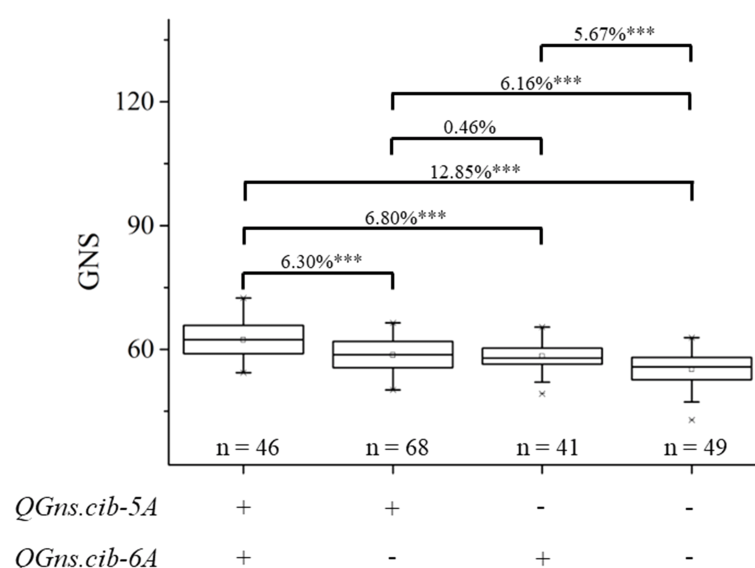 5.67%***
6.16%***
0.46%
12.85%***
6.80%***
6.30%***
120
90
60
GNS
n = 46 n = 68 n = 41 n = 49
QGns.cib-5A + + - -
QGns.cib-6A + - + -